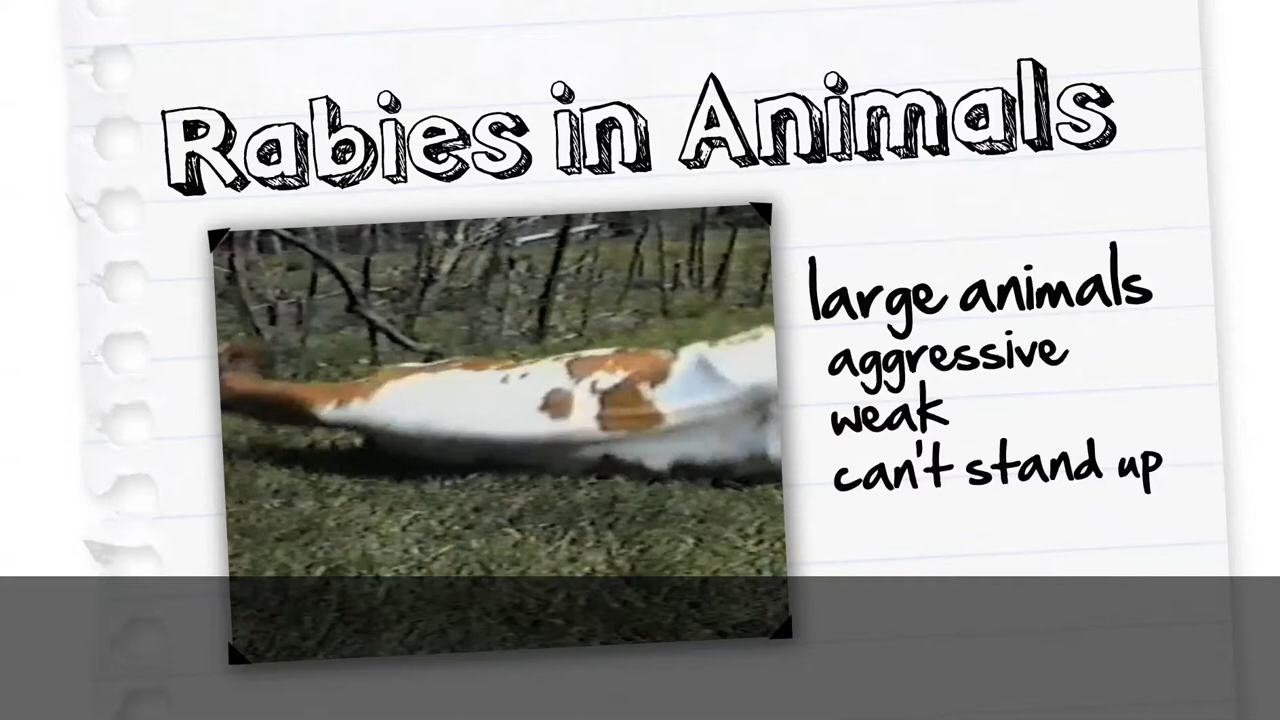 Rabies in Animals
large animals
aggressive
weak
can't stand up